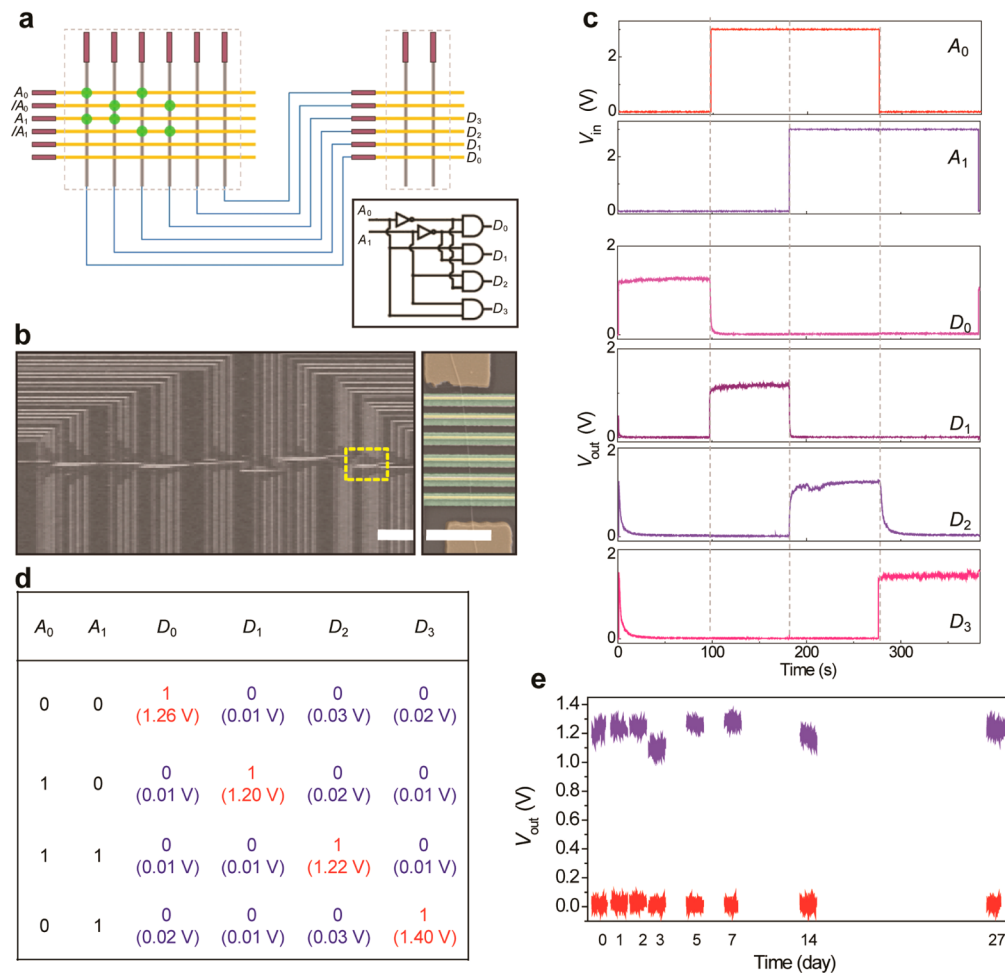 a
A0
/A0
A1
/A1
D3
D2
D1
D0
A0
A1
D0
D1
D2
D3
b
c
2
0
A0
Vin (V)
2
0
A1
2
0
D0
2
0
D1
Vout (V)
2
0
D2
2
0
D3
0 100 200 300
Time (s)
d
A0 A1 D0 D1 D2 D3
0 0 1 0 0 0
(1.26 V) (0.01 V) (0.03 V) (0.02 V)
1 0 0 1 0 0
(0.01 V) (1.20 V) (0.02 V) (0.01 V)
1 1 0 0 1 0
(0.01 V) (0.01 V) (1.22 V) (0.01 V)
0 1 0 0 0 1
(0.02 V) (0.01 V) (0.03 V) (1.40 V)
e
1.4
1.2
1.0
0.8
0.6
0.4
0.2
0.0
Vout (V)
0 1 2 3 5 7 14 27
Time (day)